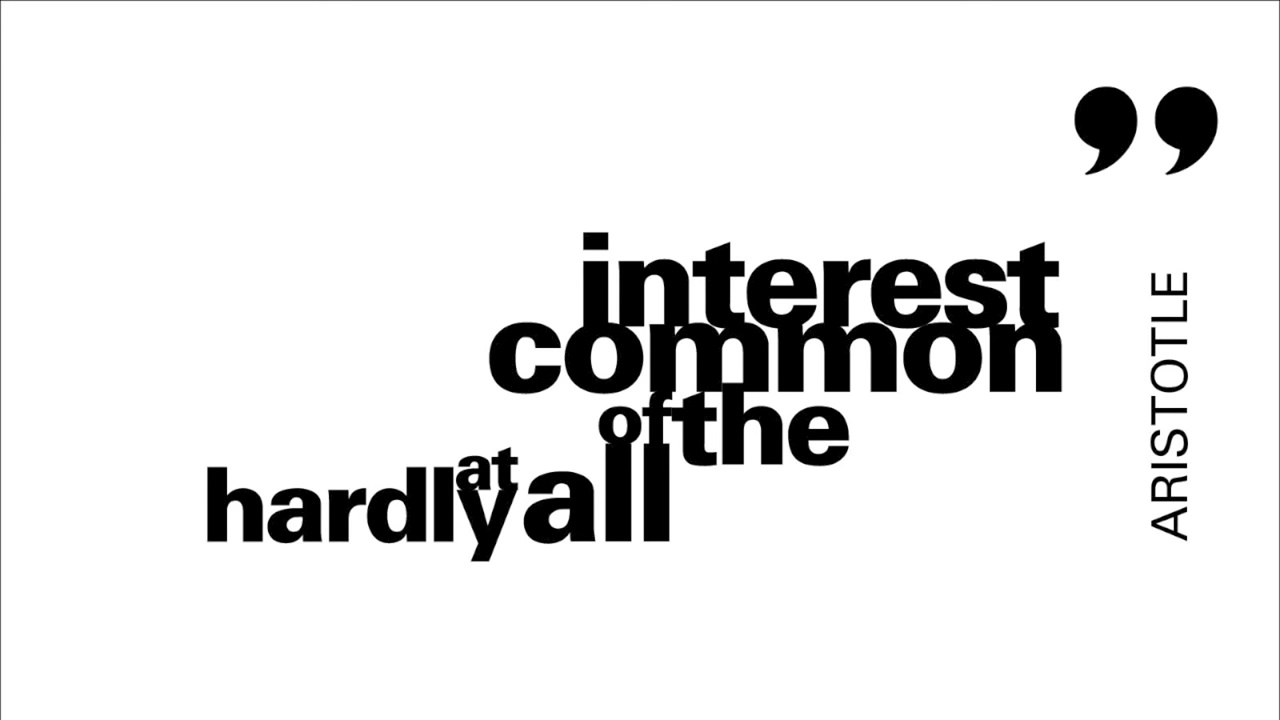 ”
interest
common
of the
at
hardly all
ARISTOTLE